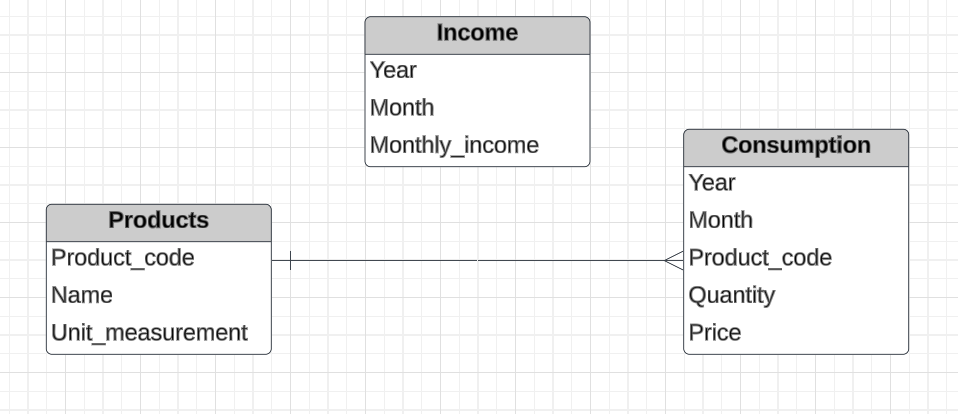 Income
Year
Month
Monthly_income
Products
Product_code
Name
Unit_measurement
Consumption
Year
Month
Product_code
Quantity
Price